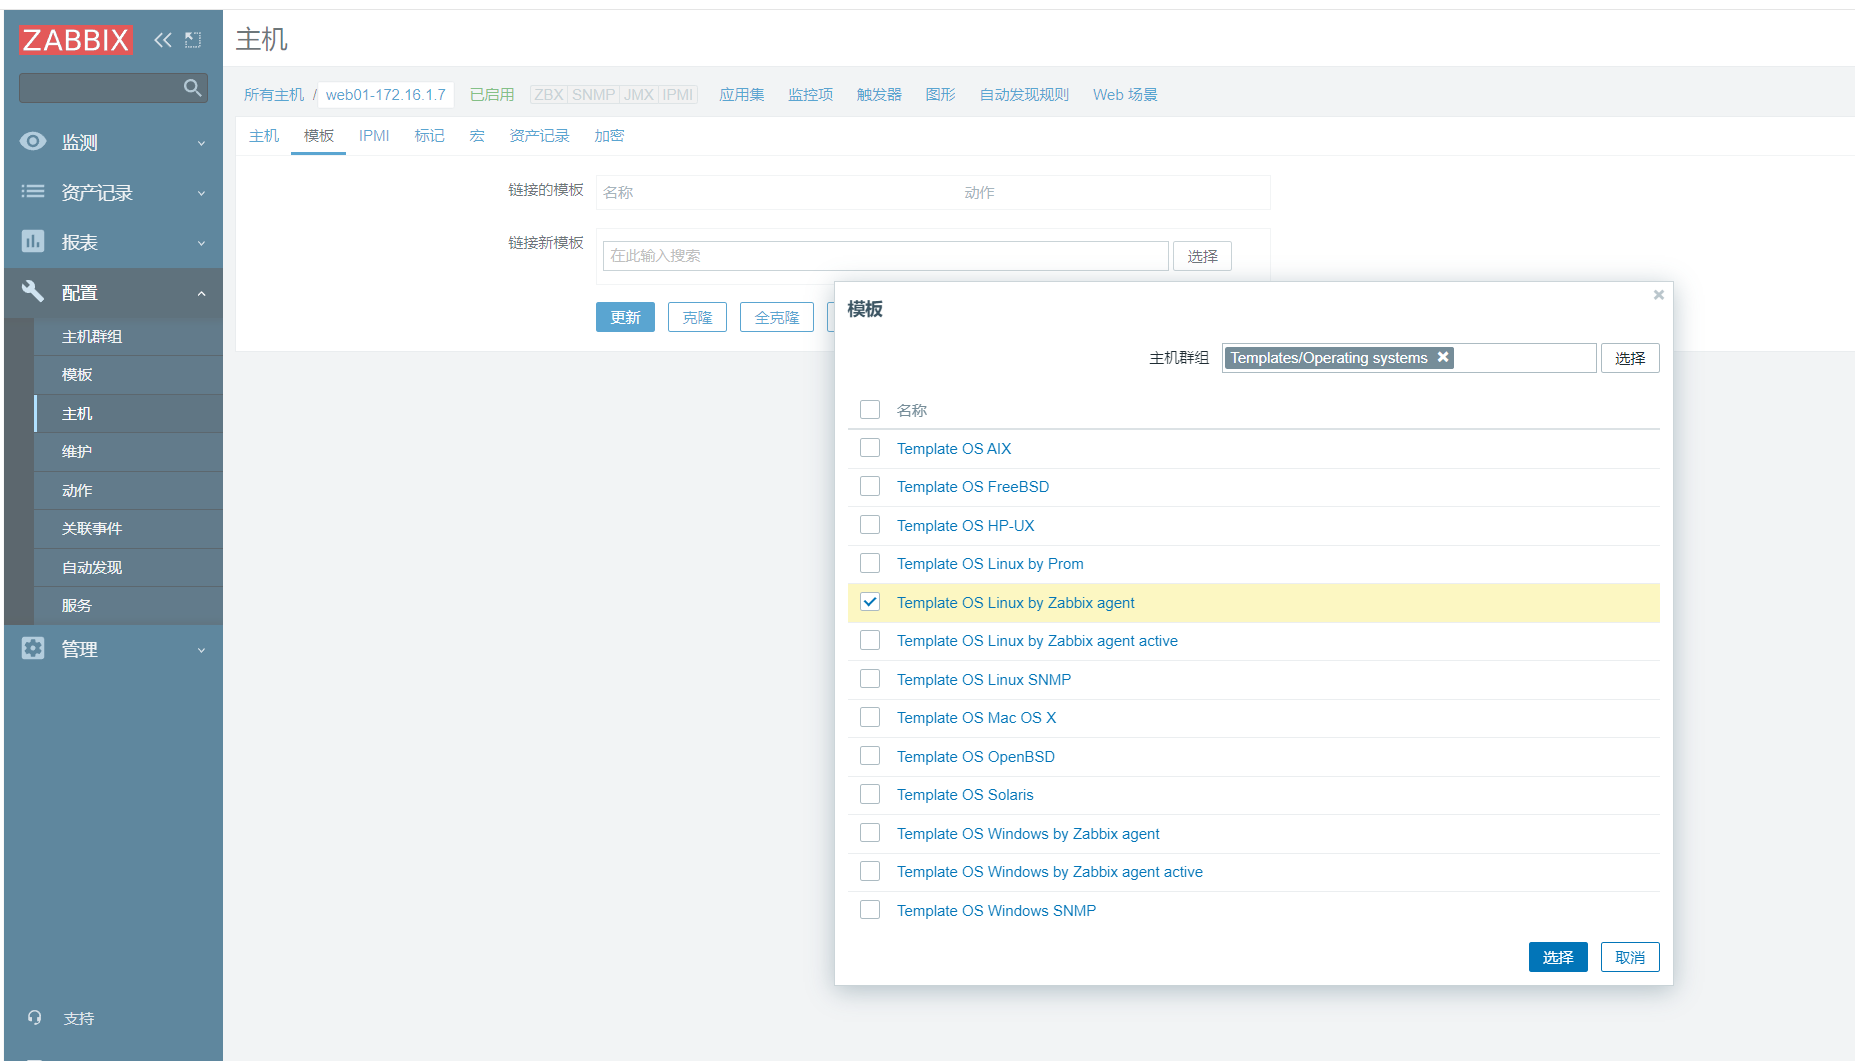 ZABBIX
主机
所有主机 / web01-172.16.1.7 已启用 ZBX SNMP JMX IPMI 应用集 监控项 触发器 图形 自动发现规则 Web 场景
主机 模板 IPMI 标记 宏 资产记录 加密
监测
资产记录
报表
配置
主机群组
模板
主机
维护
动作
关联事件
自动发现
服务
管理
支持
链接的模板 名称 动作
链接新模板 在此输入搜索 选择
更新 克隆 全克隆
模板
主机群组 Templates/Operating systems 选择
名称
Template OS AIX
Template OS FreeBSD
Template OS HP-UX
Template OS Linux by Prom
Template OS Linux by Zabbix agent
Template OS Linux by Zabbix agent active
Template OS Linux SNMP
Template OS Mac OS X
Template OS OpenBSD
Template OS Solaris
Template OS Windows by Zabbix agent
Template OS Windows by Zabbix agent active
Template OS Windows SNMP
选择 取消